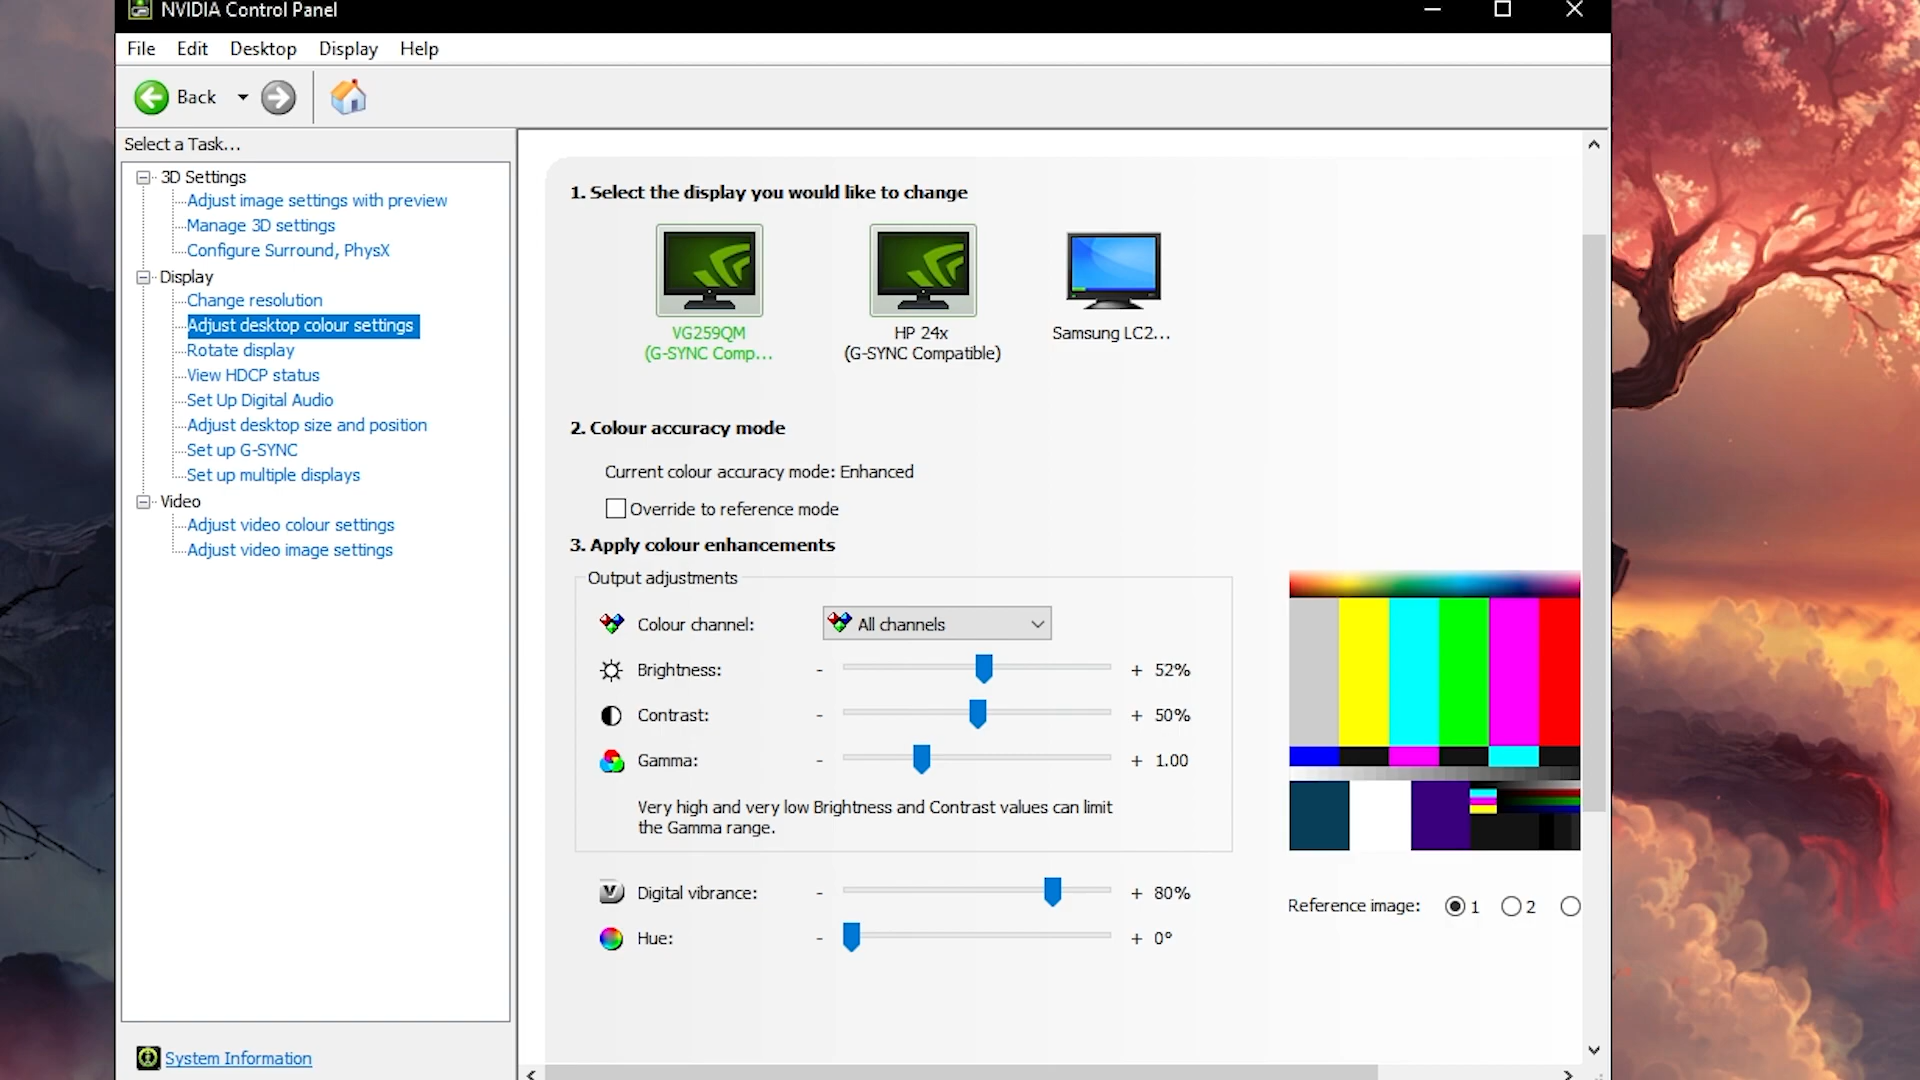 NVIDIA Control Panel
File Edit Desktop Display Help
Back
Select a Task...
3D Settings
Adjust image settings with preview
Manage 3D settings
Configure Surround, PhysX
Display
Change resolution
Adjust desktop colour settings
Rotate display
View HDCP status
Set Up Digital Audio
Adjust desktop size and position
Set up G-SYNC
Set up multiple displays
Video
Adjust video colour settings
Adjust video image settings
System Information
1. Select the display you would like to change
VG259QM
(G-SYNC Comp...
HP 24x
(G-SYNC Compatible)
Samsung LC2...
2. Colour accuracy mode
Current colour accuracy mode: Enhanced
Override to reference mode
3. Apply colour enhancements
Output adjustments
Colour channel: All channels
Brightness: - + 52%
Contrast: - + 50%
Gamma: - + 1.00
Very high and very low Brightness and Contrast values can limit
the Gamma range.
Digital vibrance: - + 80%
Hue: - + 0°
Reference image: 1 2